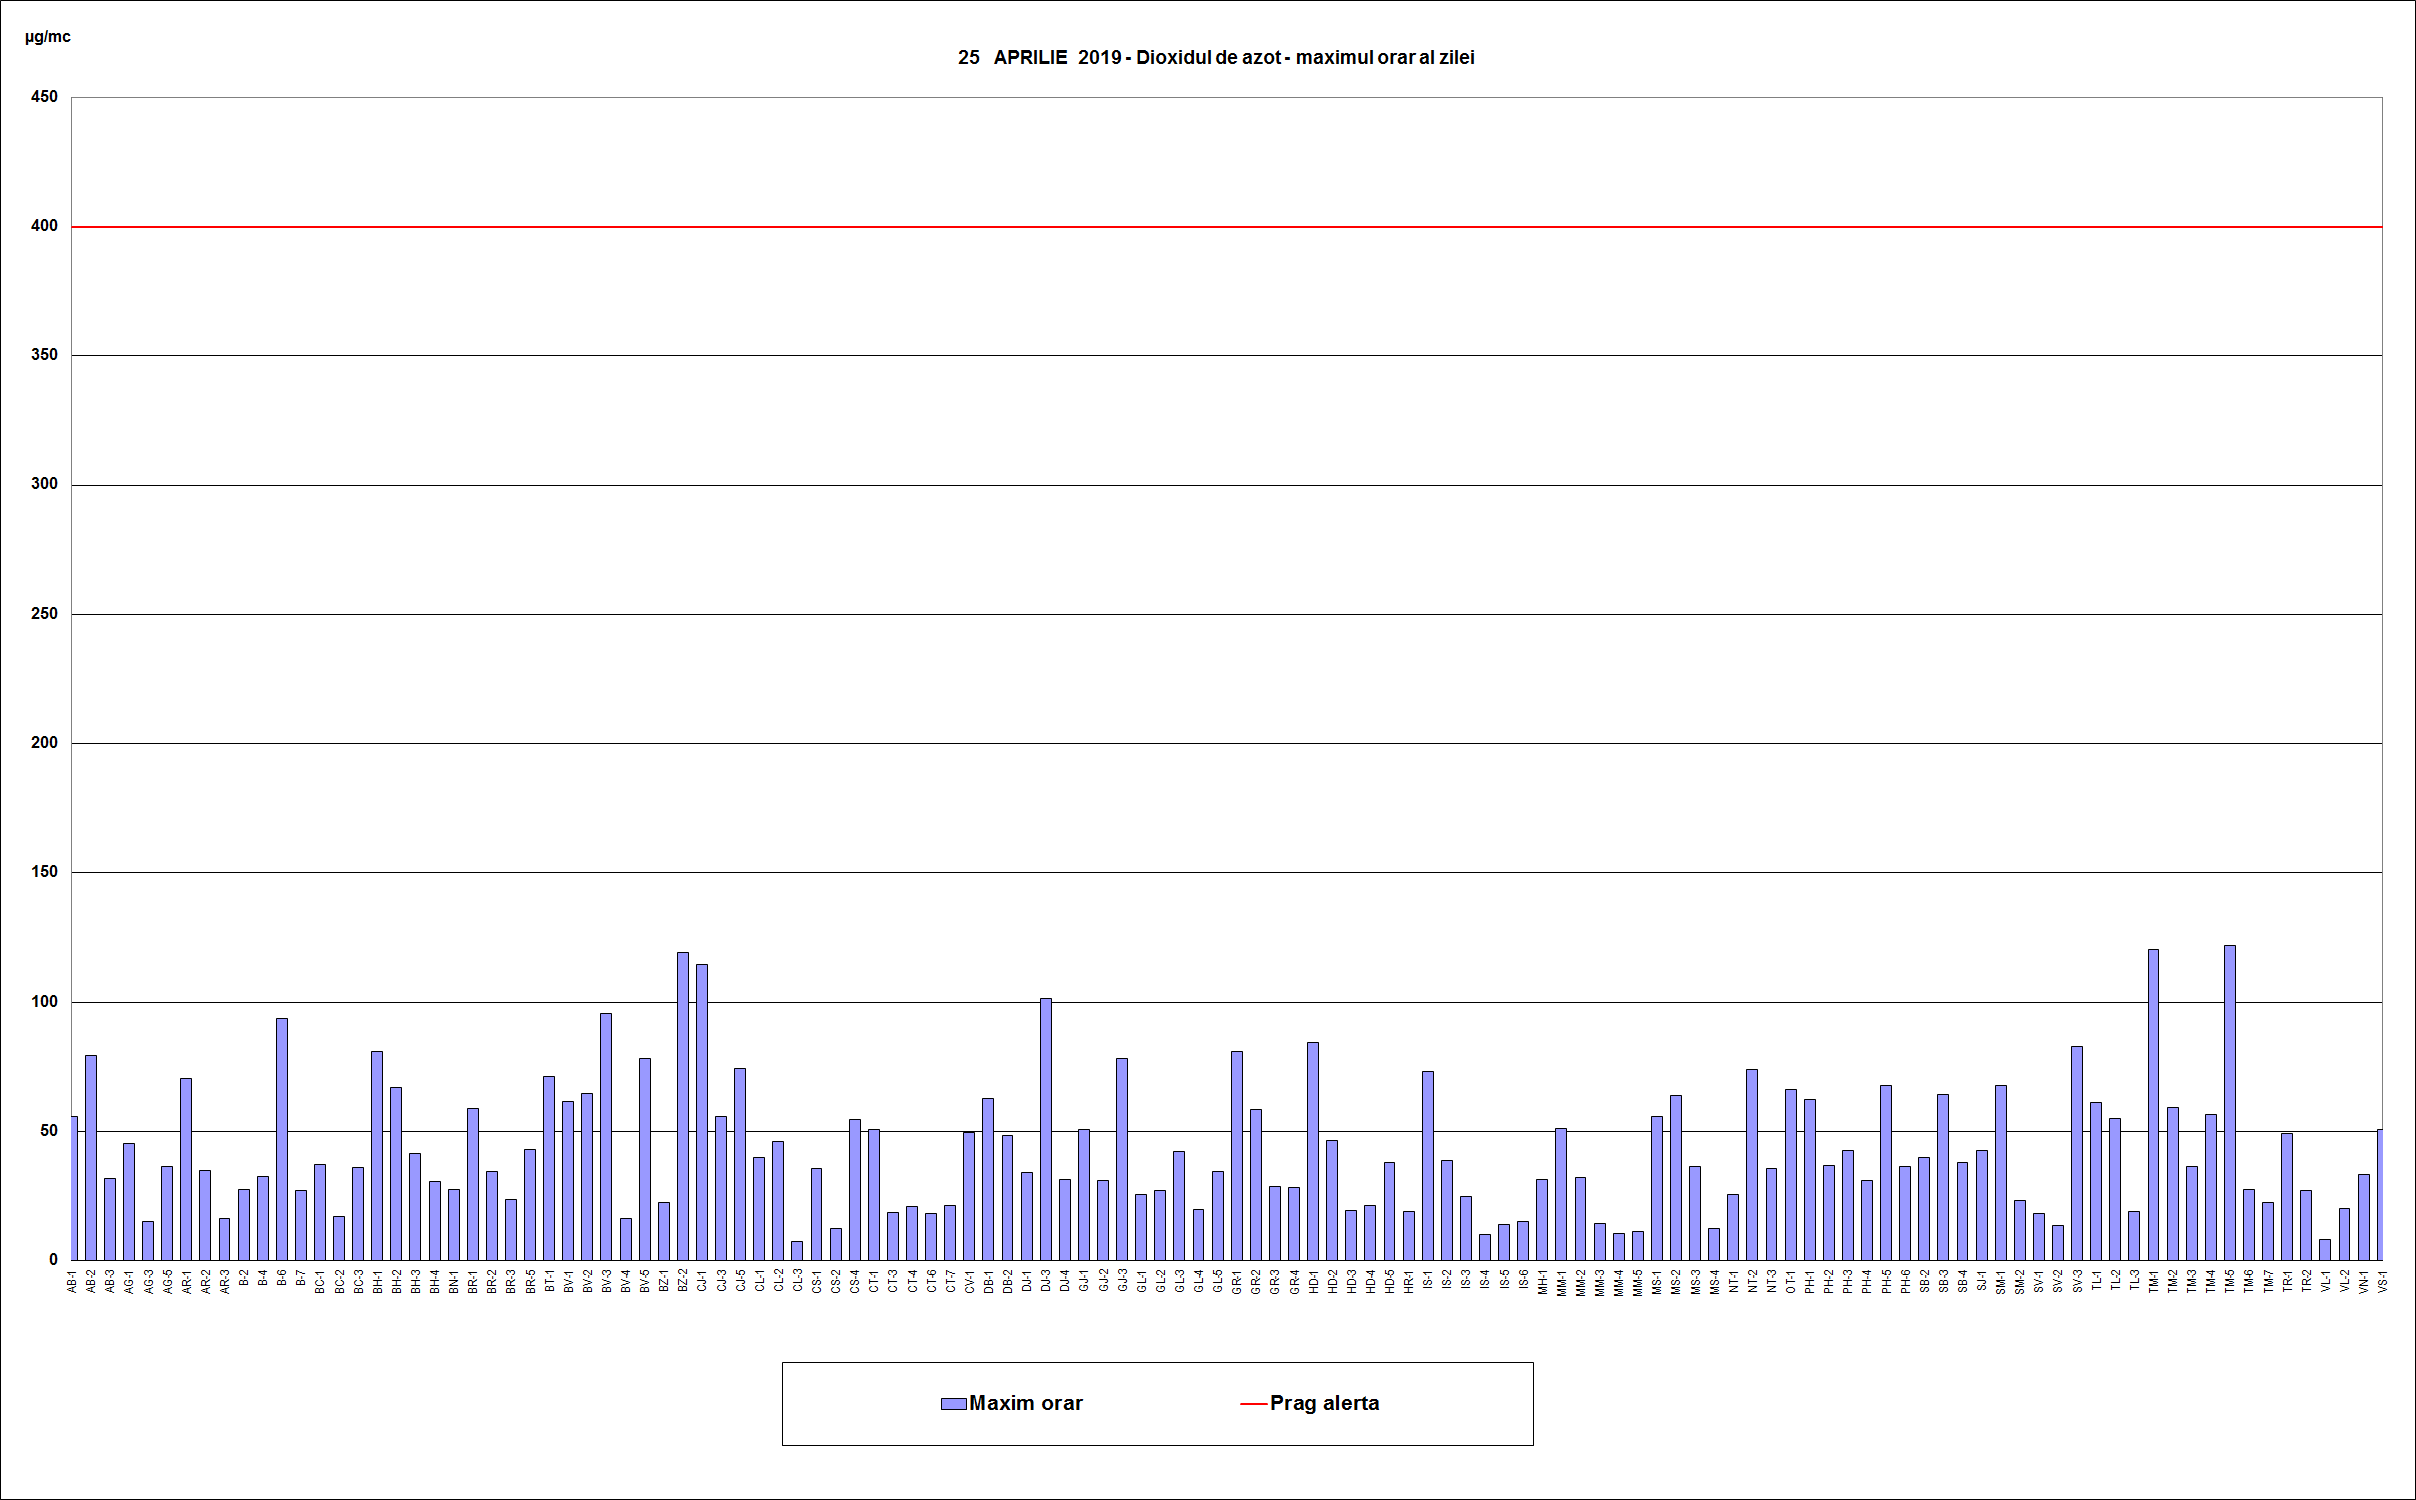 µg/mc
25 APRILIE 2019 - Dioxidul de azot - maximul orar al zilei
450
400
350
300
250
200
150
100
50
0
AB-1 AB-2 AB-3 AG-1 AG-3 AG-5 AR-1 AR-2 AR-3 B-2 B-4 B-6 B-7 BC-1 BC-2 BC-3 BH-1 BH-2 BH-3 BH-4 BN-1 BR-1 BR-2 BR-3 BR-5 BT-1 BV-1 BV-2 BV-3 BV-4 BV-5 BZ-1 BZ-2 CJ-1 CJ-3 CJ-5 CL-1 CL-2 CL-3 CS-1 CS-2 CS-4 CT-1 CT-3 CT-4 CT-6 CT-7 CV-1 DB-1 DB-2 DJ-1 DJ-3 DJ-4 GJ-1 GJ-2 GJ-3 GL-1 GL-2 GL-3 GL-4 GL-5 GR-1 GR-2 GR-3 GR-4 HD-1 HD-2 HD-3 HD-4 HD-5 HR-1 IS-1 IS-2 IS-3 IS-4 IS-5 IS-6 MH-1 MM-1 MM-2 MM-3 MM-4 MM-5 MS-1 MS-2 MS-3 MS-4 NT-1 NT-2 NT-3 OT-1 PH-1 PH-2 PH-3 PH-4 PH-5 PH-6 SB-2 SB-3 SB-4 SJ-1 SM-1 SM-2 SV-1 SV-2 SV-3 TL-1 TL-2 TL-3 TM-1 TM-2 TM-3 TM-4 TM-5 TM-6 TM-7 TR-1 TR-2 VL-1 VL-2 VN-1 VS-1
Maxim orar Prag alerta